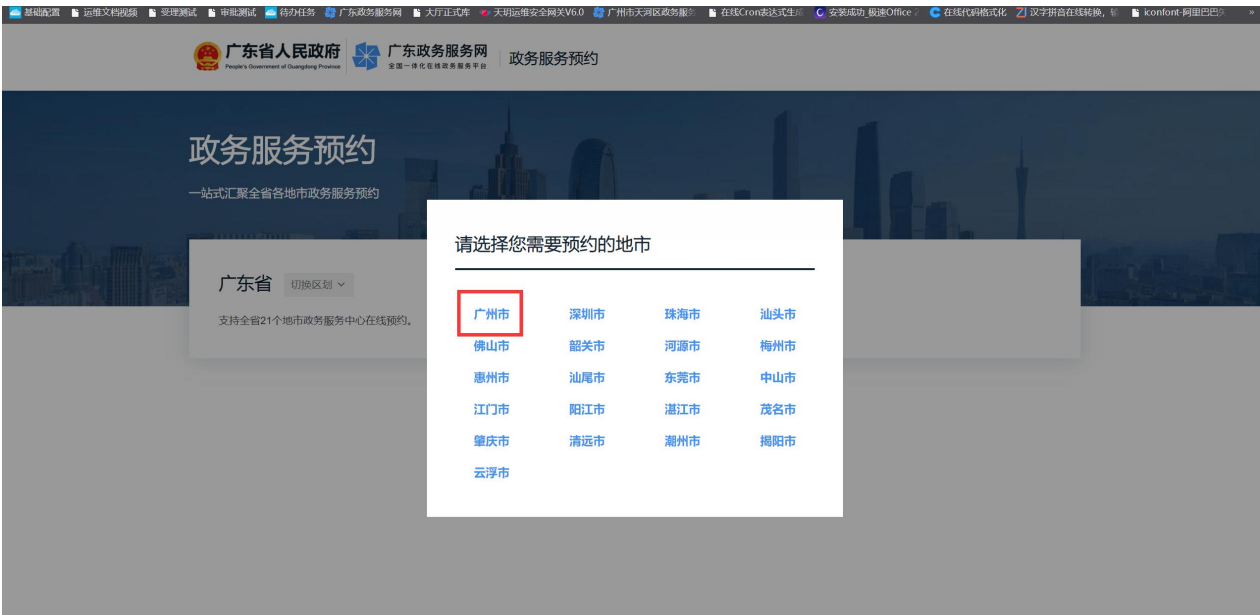 基础配置 运维文档视频 受理测试 审批测试 待办任务 广东政务服务网 大厅正式库 天玥运维安全网关V6.0 广州市天河区政务服务 在线Cron表达式生成 安装成功_极速Office 在线代码格式化 汉字拼音在线转换, iconfont-阿里巴巴矢 »
广东省人民政府 广东政务服务网 政务服务预约
People's Government of Guangdong Province 全国一体化在线政务服务平台
政务服务预约
一站式汇聚全省各地市政务服务预约
请选择您需要预约的地市
广东省 切换区划
支持全省21个地市政务服务中心在线预约。
广州市 深圳市 珠海市 汕头市
佛山市 韶关市 河源市 梅州市
惠州市 汕尾市 东莞市 中山市
江门市 阳江市 湛江市 茂名市
肇庆市 清远市 潮州市 揭阳市
云浮市